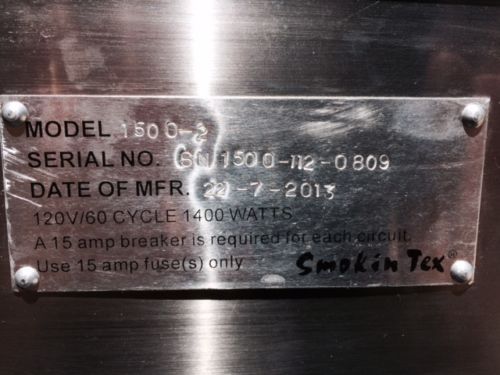 MODEL 1500-2
SERIAL NO. SN1500-112-0809
DATE OF MFR. 22-7-2013
120V/60 CYCLE 1400 WATTS
A 15 amp breaker is required for each circuit.
Use 15 amp fuse(s) only
Smokin Tex®